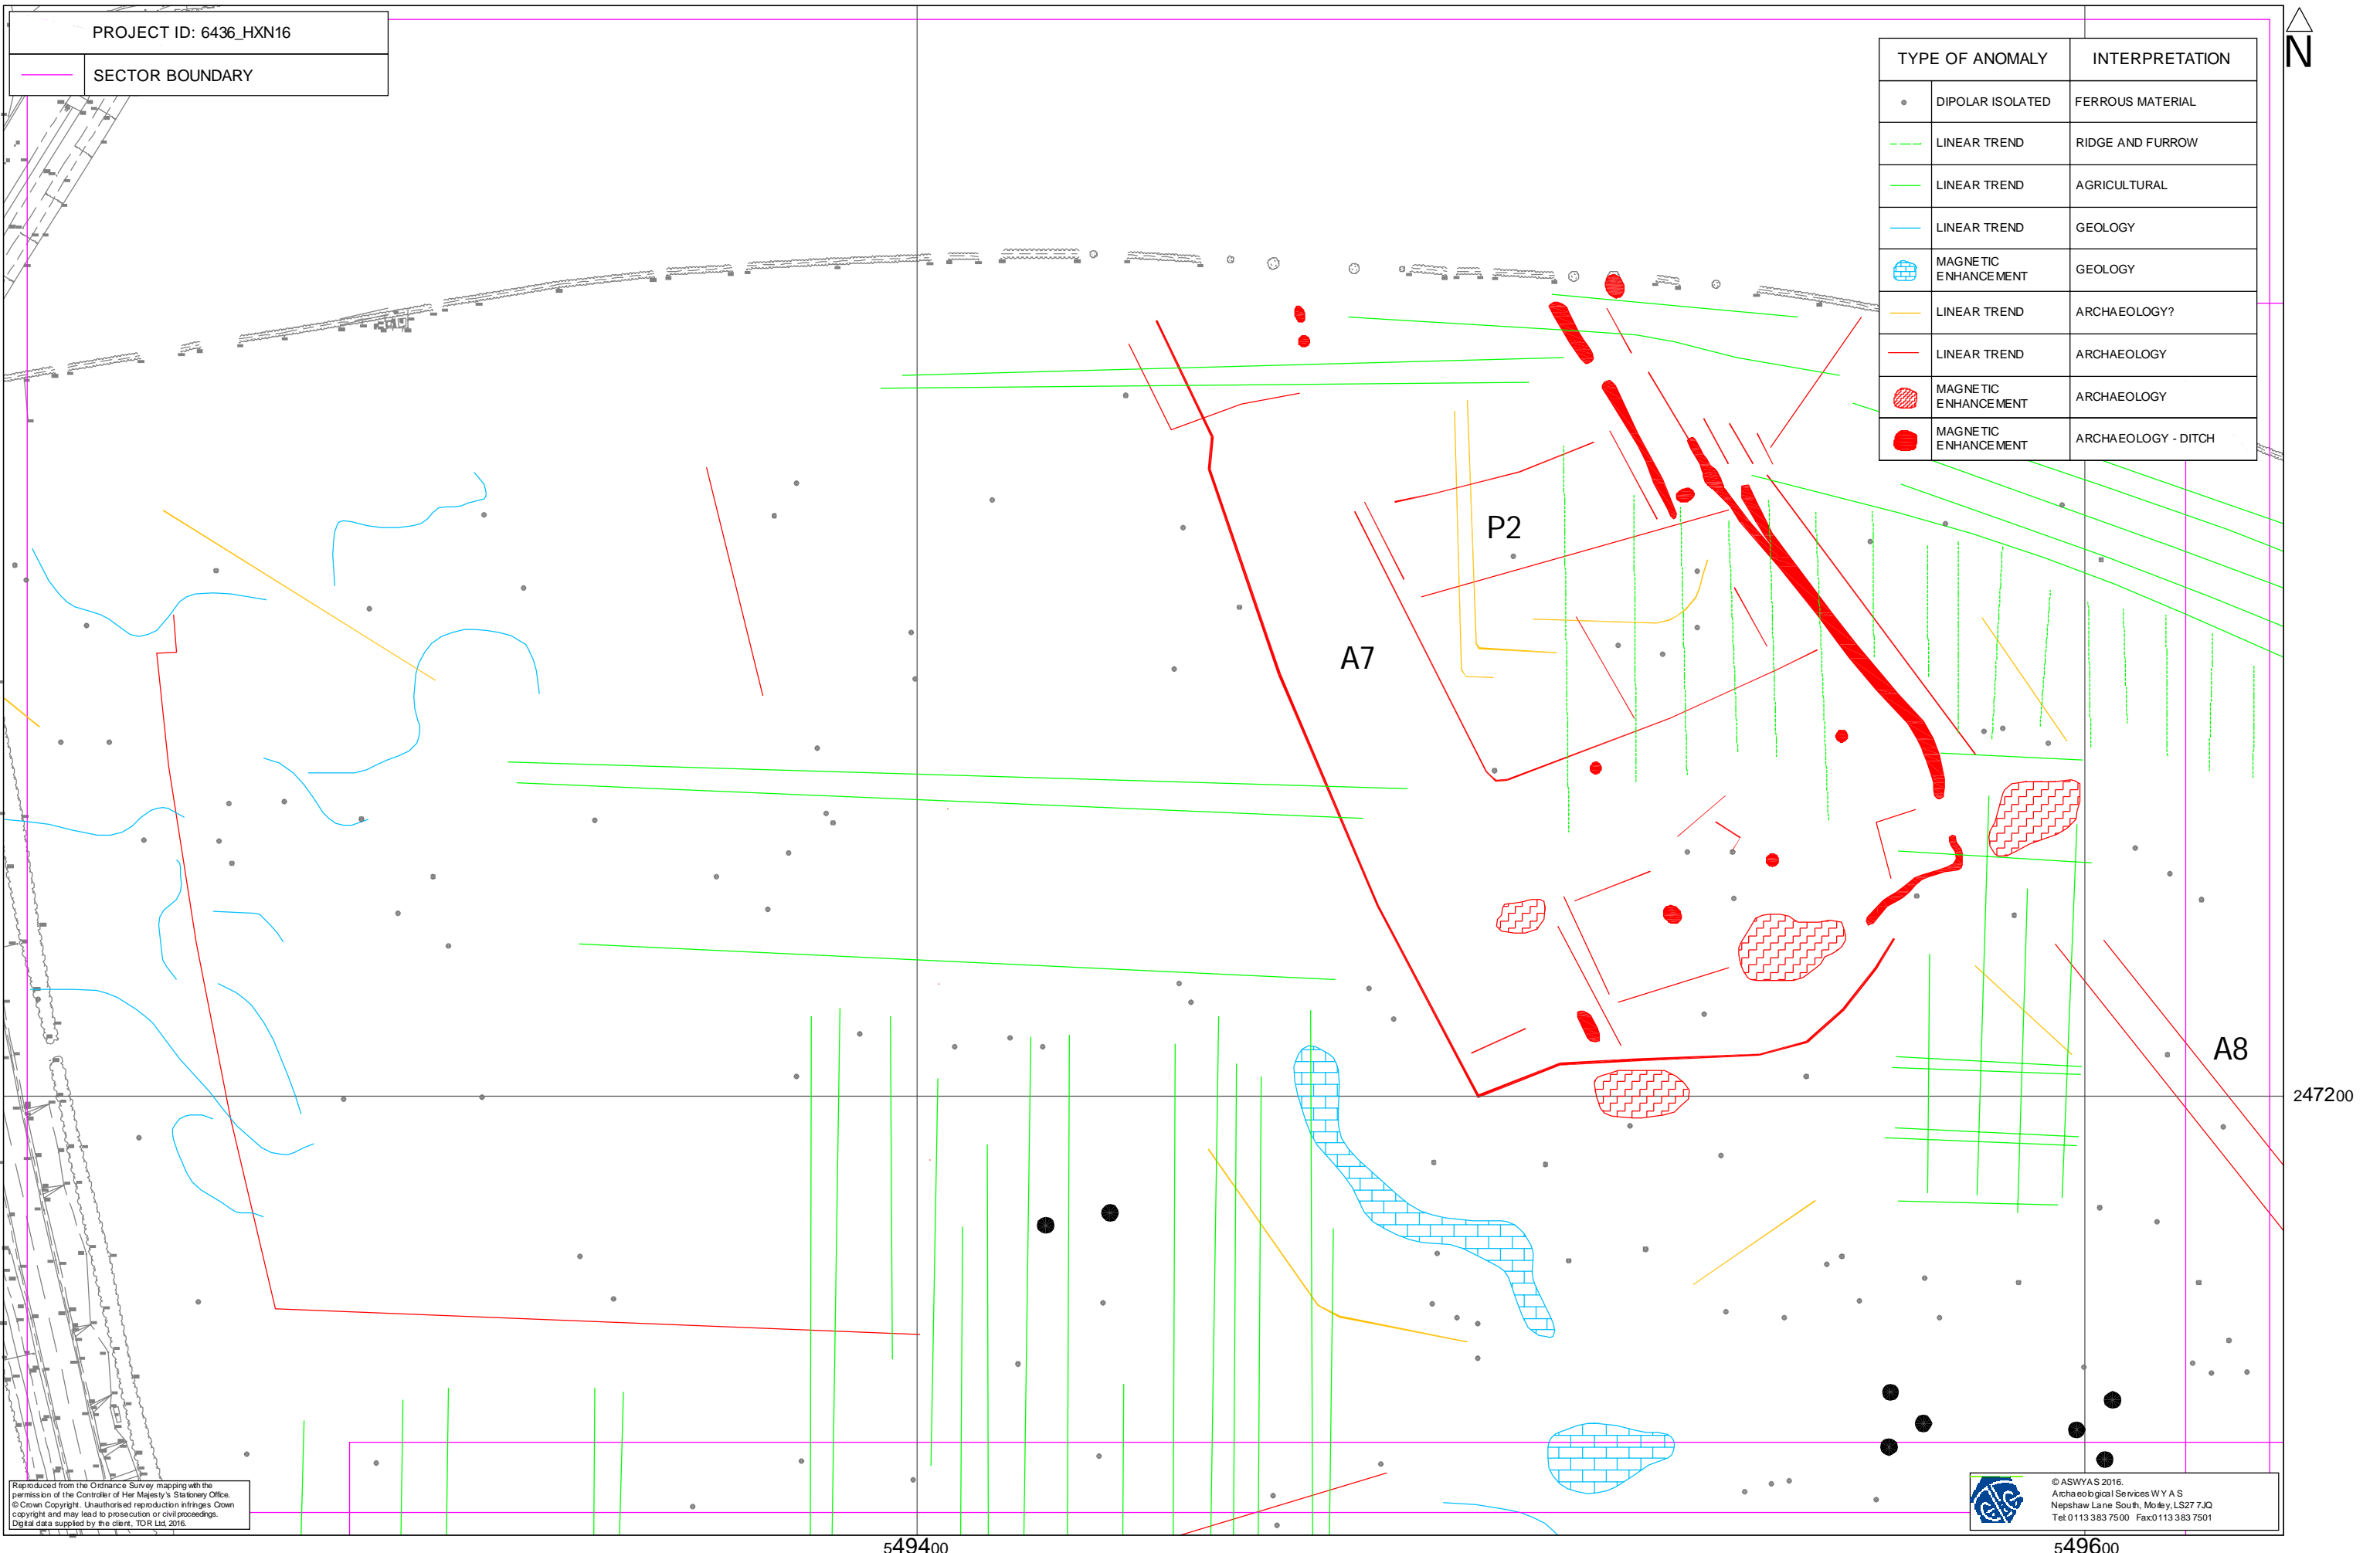 PROJECT ID: 6436_HXN16
SECTOR BOUNDARY
N
TYPE OF ANOMALY INTERPRETATION
DIPOLAR ISOLATED FERROUS MATERIAL
LINEAR TREND RIDGE AND FURROW
LINEAR TREND AGRICULTURAL
LINEAR TREND GEOLOGY
MAGNETIC
ENHANCEMENT GEOLOGY
LINEAR TREND ARCHAEOLOGY?
LINEAR TREND ARCHAEOLOGY
MAGNETIC
ENHANCEMENT ARCHAEOLOGY
MAGNETIC
ENHANCEMENT ARCHAEOLOGY - DITCH
P2
A7
A8
247200
Reproduced from the Ordnance Survey mapping with the
permission of the Controller of Her Majesty's Stationery Office.
© Crown Copyright. Unauthorised reproduction infringes Crown
copyright and may lead to prosecution or civil proceedings.
Digital data supplied by the client, TOR Ltd, 2016.
© ASWYAS 2016.
Archaeological Services W Y A S
Nepshaw Lane South, Morley, LS27 7JQ
Tel: 0113 383 7500 Fax: 0113 383 7501
549400
549600